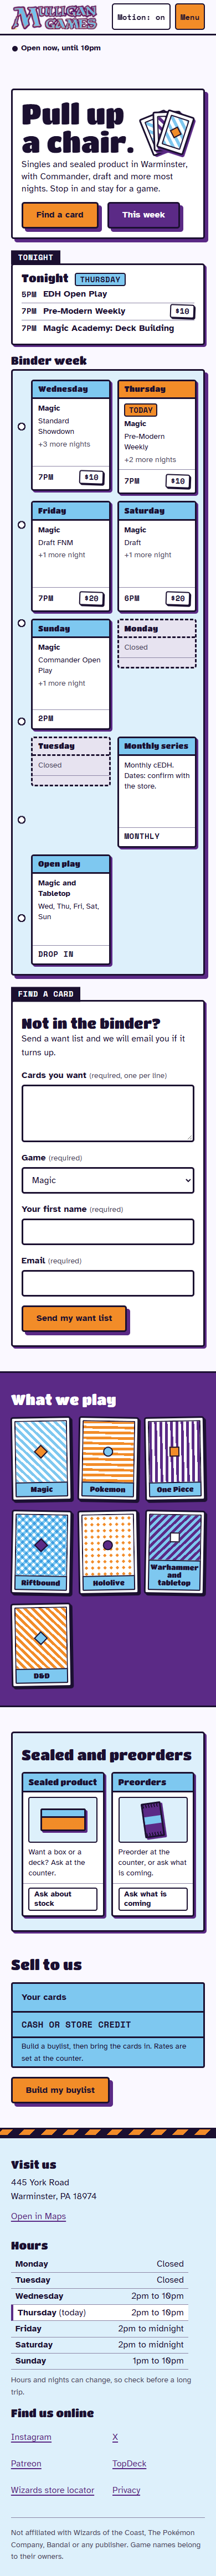 MULLIGAN GAMES
Motion: on
Menu
Open now, until 10pm
Pull up
a chair.
Singles and sealed product in Warminster,
with Commander, draft and more most
nights. Stop in and stay for a game.
Find a card
This week
TONIGHT
Tonight THURSDAY
5PM EDH Open Play
7PM Pre-Modern Weekly $10
7PM Magic Academy: Deck Building
Binder week
Wednesday
Magic
Standard
Showdown
+3 more nights
7PM $10
Thursday
TODAY
Magic
Pre-Modern
Weekly
+2 more nights
7PM $10
Friday
Magic
Draft FNM
+1 more night
7PM $20
Saturday
Magic
Draft
+1 more night
6PM $20
Sunday
Magic
Commander Open
Play
+1 more night
2PM
Monday
Closed
Tuesday
Closed
Monthly series
Monthly cEDH.
Dates: confirm with
the store.
MONTHLY
Open play
Magic and
Tabletop
Wed, Thu, Fri, Sat,
Sun
DROP IN
FIND A CARD
Not in the binder?
Send a want list and we will email you if it
turns up.
Cards you want (required, one per line)
Game (required)
Magic
Your first name (required)
Email (required)
Send my want list
What we play
Magic
Pokemon
One Piece
Riftbound
Hololive
Warhammer
and
tabletop
D&D
Sealed and preorders
Sealed product
Want a box or a
deck? Ask at the
counter.
Ask about
stock
Preorders
Preorder at the
counter, or ask what
is coming.
Ask what is
coming
Sell to us
Your cards
CASH OR STORE CREDIT
Build a buylist, then bring the cards in. Rates are
set at the counter.
Build my buylist
Visit us
445 York Road
Warminster, PA 18974
Open in Maps
Hours
Monday Closed
Tuesday Closed
Wednesday 2pm to 10pm
Thursday (today) 2pm to 10pm
Friday 2pm to midnight
Saturday 2pm to midnight
Sunday 1pm to 10pm
Hours and nights can change, so check before a long
trip.
Find us online
Instagram
X
Patreon
TopDeck
Wizards store locator
Privacy
Not affiliated with Wizards of the Coast, The Pokémon
Company, Bandai or any publisher. Game names belong
to their owners.